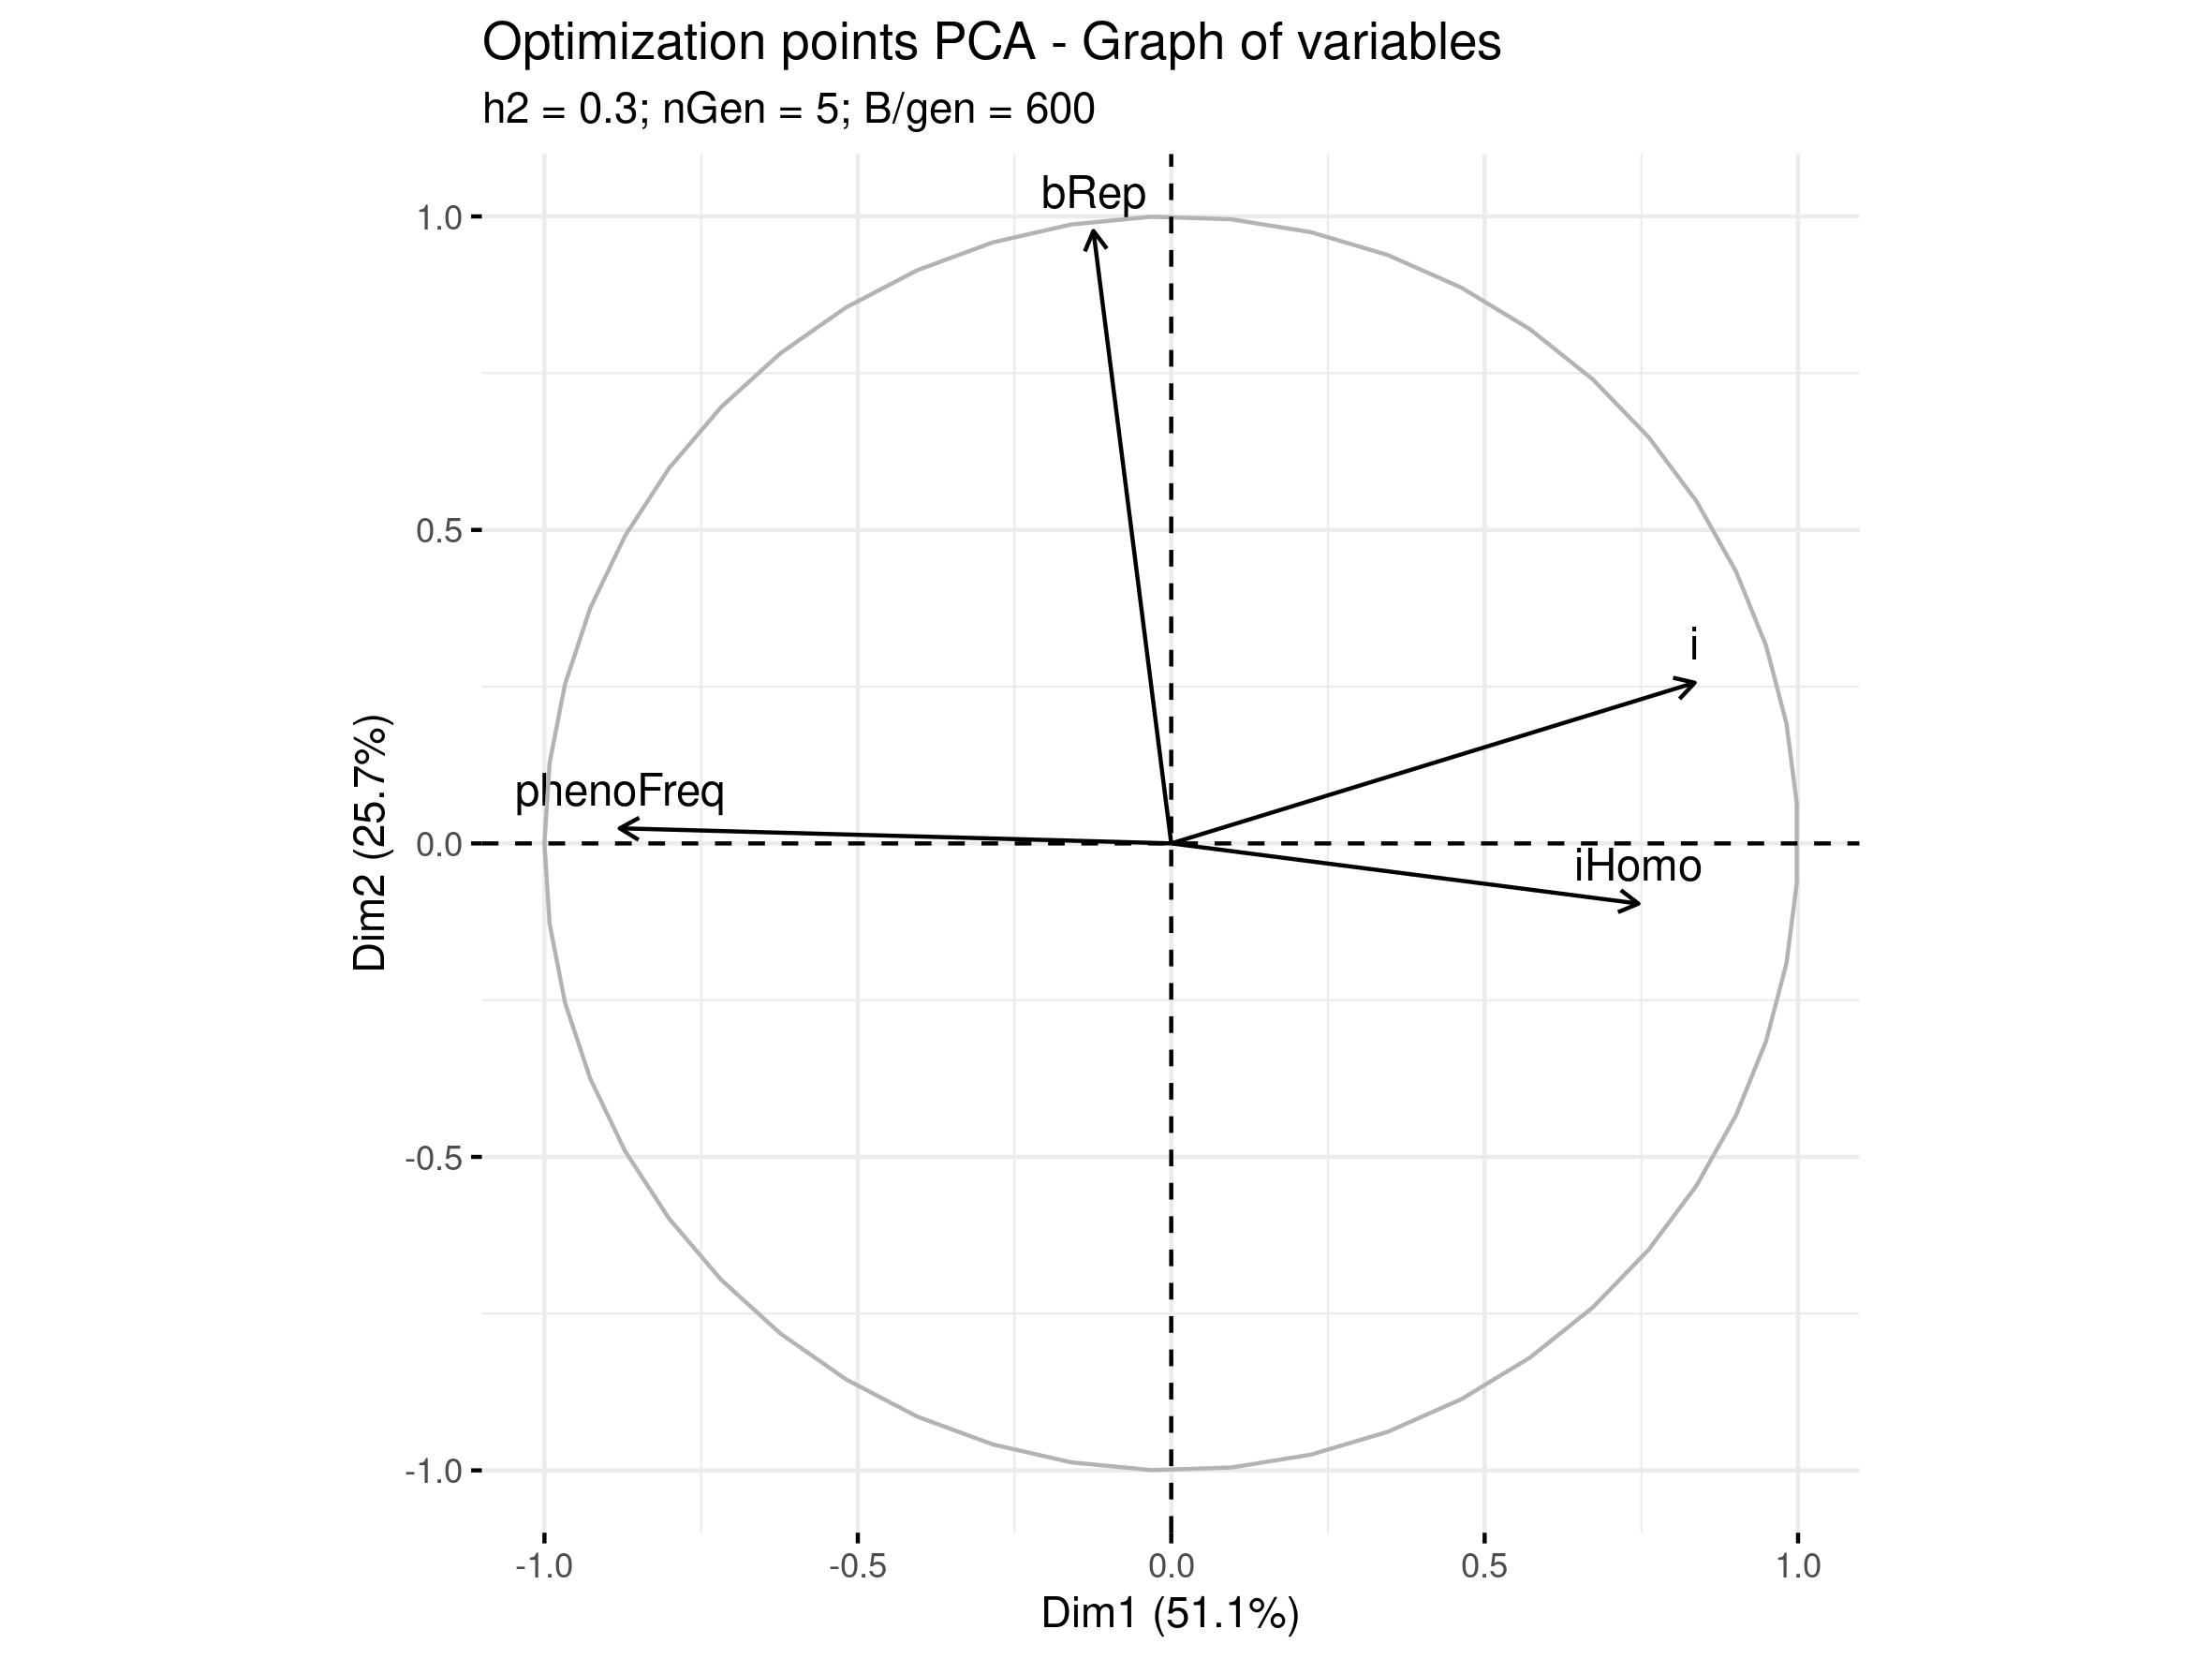 Optimization points PCA - Graph of variables
h2 = 0.3; nGen = 5; B/gen = 600
bRep
1.0
0.5
i
phenoFreq
0.0
iHomo
-0.5
-1.0
Dim2 (25.7%)
-1.0 -0.5 0.0 0.5 1.0
Dim1 (51.1%)